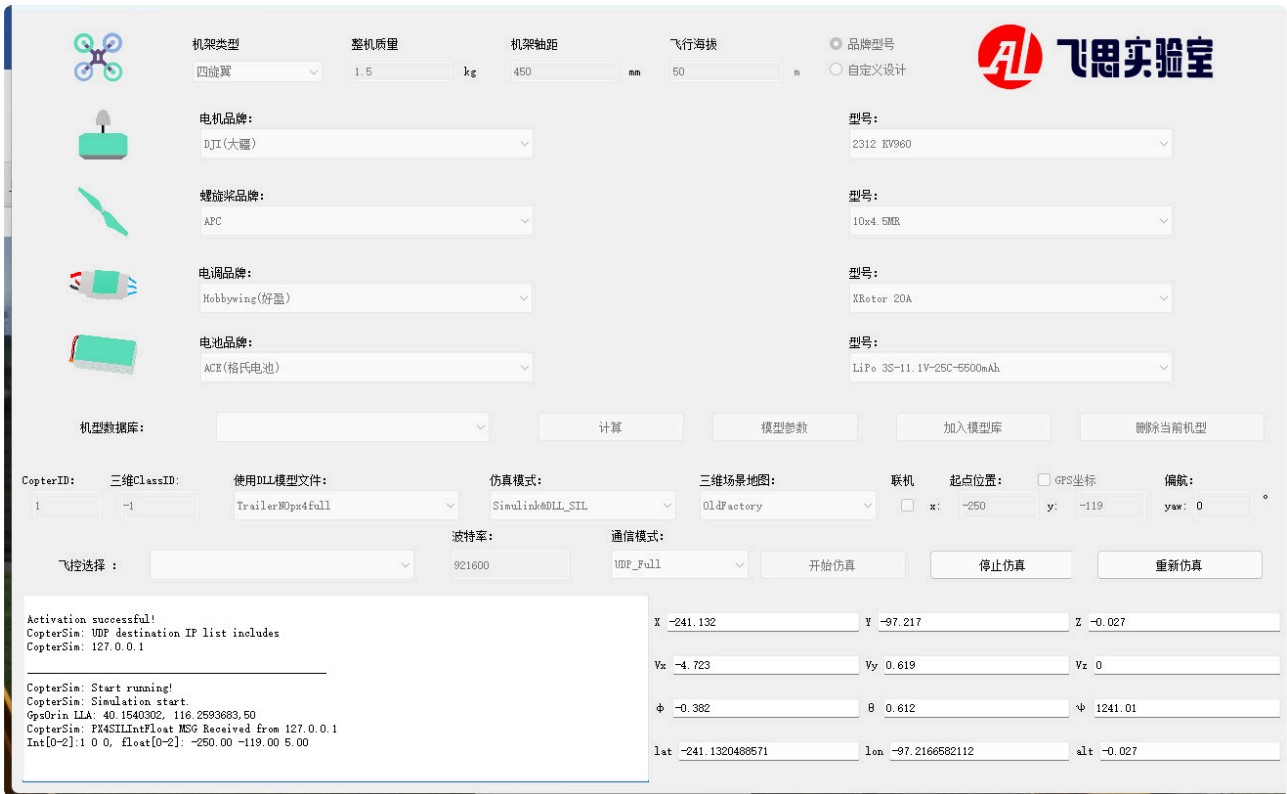 机架类型 整机质量 机架轴距 飞行海拔 品牌型号
四旋翼 1.5 kg 450 mm 50 m 自定义设计
飞思实验室
电机品牌: 型号:
DJI(大疆) 2312 KV960
螺旋桨品牌: 型号:
APC 10x4.5MR
电调品牌: 型号:
Hobbywing(好盈) XRotor 20A
电池品牌: 型号:
ACE(格氏电池) LiPo 3S-11.1V-25C-5500mAh
机型数据库: 计算 模型参数 加入模型库 删除当前机型
CopterID: 三维ClassID: 使用DLL模型文件: 仿真模式: 三维场景地图: 联机 起点位置: GPS坐标 偏航:
1 -1 TrailerNOpx4full Simulink&DLL_SIL OldFactory x: -250 y: -119 yaw: 0 °
波特率: 通信模式:
飞控选择 : 921600 UDP_Full 开始仿真 停止仿真 重新仿真
Activation successful!
CopterSim: UDP destination IP list includes
CopterSim: 127.0.0.1
CopterSim: Start running!
CopterSim: Simulation start.
GpsOrin LLA: 40.1540302, 116.2593683,50
CopterSim: PX4SILIntFloat MSG Received from 127.0.0.1
Int[0-2]:1 0 0, float[0-2]: -250.00 -119.00 5.00
X -241.132 Y -97.217 Z -0.027
Vx -4.723 Vy 0.619 Vz 0
ϕ -0.382 θ 0.612 ψ 1241.01
lat -241.1320488571 lon -97.2166582112 alt -0.027